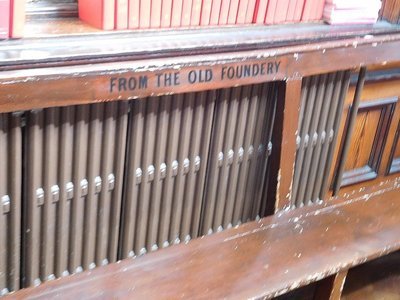 FROM THE OLD FOUNDERY